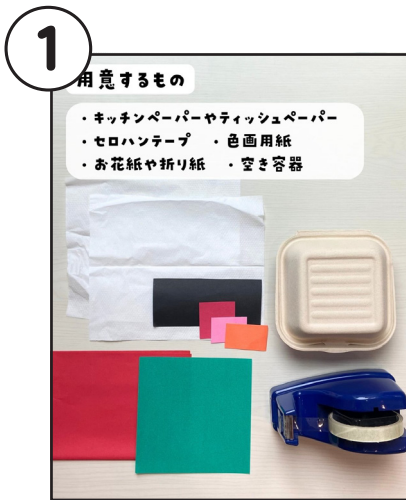 1
用意するもの
・キッチンペーパーやティッシュペーパー
・セロハンテープ ・色画用紙
・お花紙や折り紙 ・空き容器